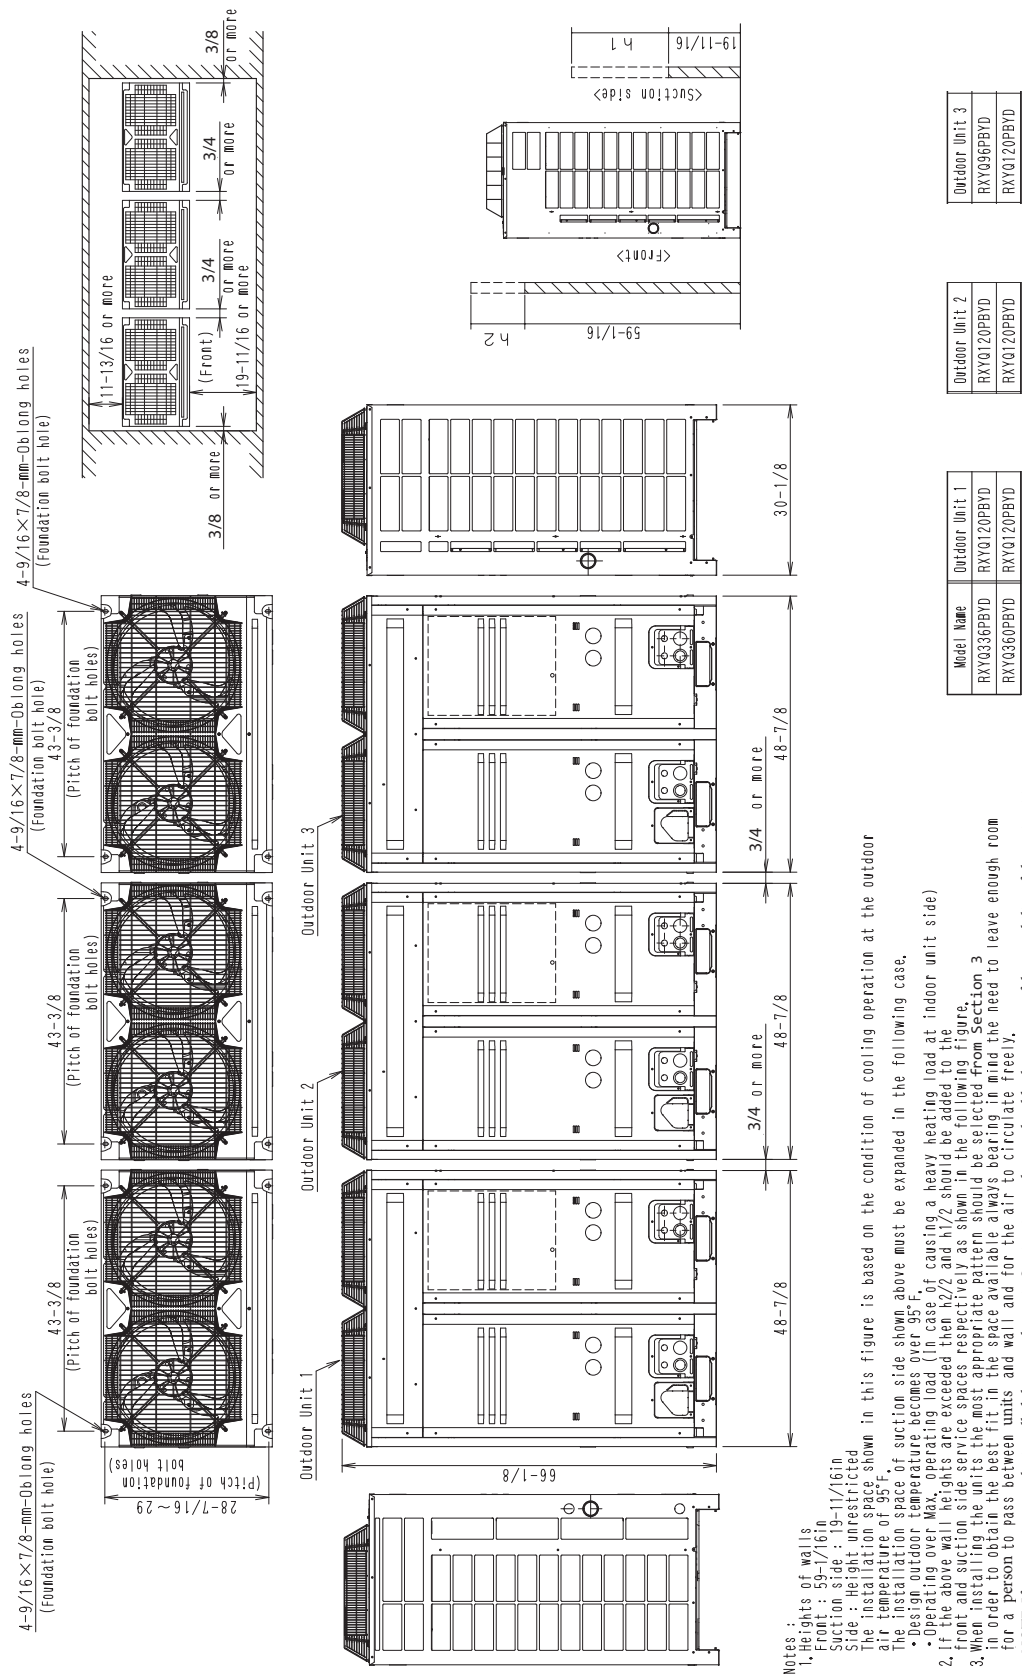 4-9/16×7/8-mm-Oblong holes
(Foundation bolt hole)
43-3/8
(Pitch of foundation
bolt holes)
28-7/16~29
(Pitch of foundation
bolt holes)
43-3/8
(Pitch of foundation
bolt holes)
4-9/16×7/8-mm-Oblong holes
(Foundation bolt hole)
43-3/8
(Pitch of foundation
bolt holes)
4-9/16×7/8-mm-Oblong holes
(Foundation bolt hole)
11-13/16 or more
(Front)
19-11/16 or more
3/8 or more
3/4
or more
3/4
or more
3/8
or more
Outdoor Unit 1
Outdoor Unit 2
Outdoor Unit 3
66-1/8
48-7/8
3/4 or more
48-7/8
3/4 or more
48-7/8
30-1/8
h2
59-1/16
<Front>
<Suction side>
h1
19-11/16
Notes :
1. Heights of walls
Front : 59-1/16in
Suction side : 19-11/16in
Side : Height unrestricted
The installation space shown in this figure is based on the condition of cooling operation at the outdoor
air temperature of 95°F.
The installation space of suction side shown above must be expanded in the following case.
• Design outdoor temperature becomes over 95°F.
• Operating over Max. operating load (In case of causing a heavy heating load at indoor unit side)
2. If the above wall heights are exceeded then h2/2 and h1/2 should be added to the
front and suction side service spaces respectively as shown in the following figure.
3. When installing the units the most appropriate pattern should be selected from Section 3
in order to obtain the best fit in the space available always bearing in mind the need to leave enough room
for a person to pass between units and wall and for the air to circulate freely.
Model Name Outdoor Unit 1 Outdoor Unit 2 Outdoor Unit 3
RXYQ336PBYD RXYQ120PBYD RXYQ120PBYD RXYQ96PBYD
RXYQ360PBYD RXYQ120PBYD RXYQ120PBYD RXYQ120PBYD